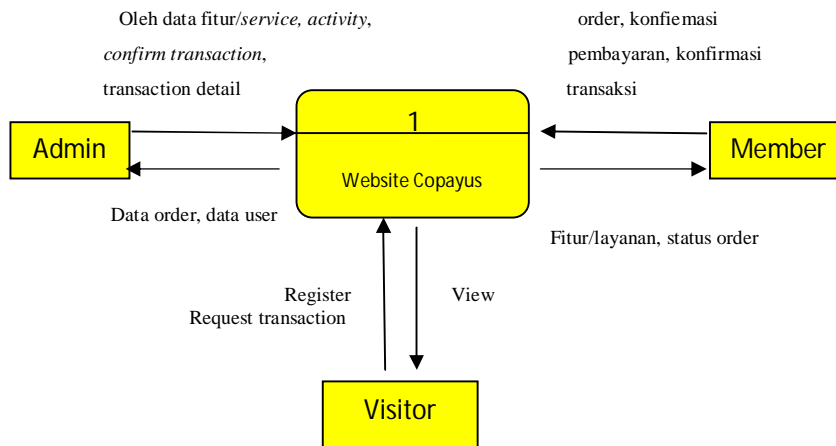 Oleh data fitur/service, activity,
confirm transaction,
transaction detail
order, konfiemasi
pembayaran, konfirmasi
transaksi
1
Admin
Website Copayus
Member
Data order, data user
Fitur/layanan, status order
Register
Request transaction
View
Visitor